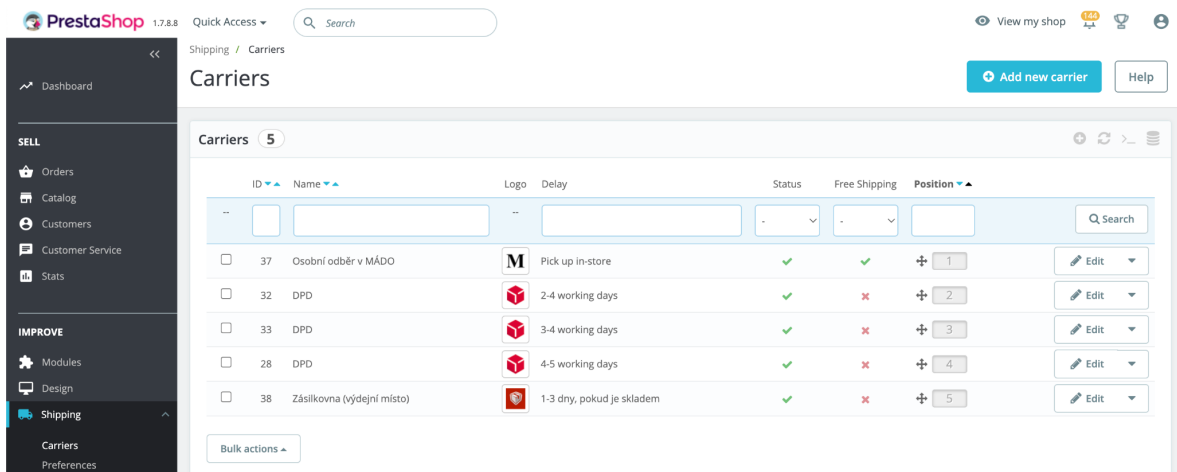 PrestaShop 1.7.8.8 Quick Access Search View my shop 144
Shipping / Carriers
Carriers
Add new carrier Help
Dashboard
SELL
Orders
Catalog
Customers
Customer Service
Stats
IMPROVE
Modules
Design
Shipping
Carriers
Preferences
Carriers 5
ID Name Logo Delay Status Free Shipping Position
-- -- - - Search
37 Osobní odběr v MÁDO M Pick up in-store 1 Edit
32 DPD 2-4 working days 2 Edit
33 DPD 3-4 working days 3 Edit
28 DPD 4-5 working days 4 Edit
38 Zásilkovna (výdejní místo) 1-3 dny, pokud je skladem 5 Edit
Bulk actions